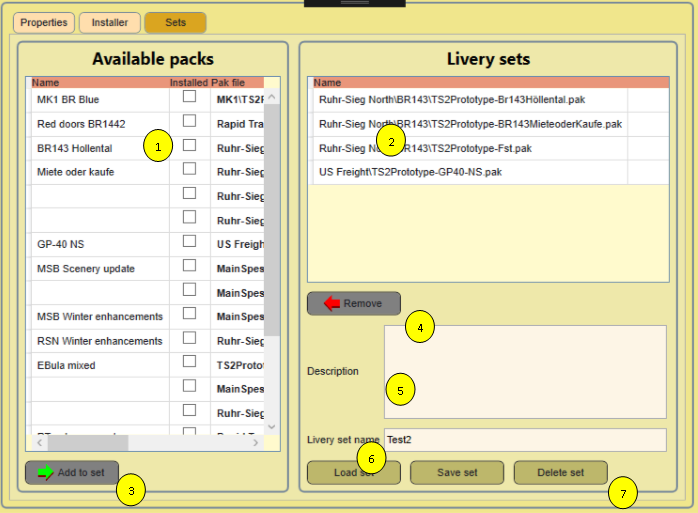 Properties Installer Sets
Available packs
Name Installed Pak file
MK1 BR Blue MK1\TS2F
Red doors BR1442 Rapid Tra
BR143 Hollental Ruhr-Sieg
Miete oder kaufe Ruhr-Sieg
Ruhr-Sieg
Ruhr-Sieg
GP-40 NS US Freigh
MSB Scenery update MainSpes
MainSpes
MSB Winter enhancements MainSpes
RSN Winter enhancements Ruhr-Sieg
EBula mixed TS2Proto
MainSpes
Ruhr-Sieg
Add to set
1
3
Livery sets
Name
Ruhr-Sieg North\BR143\TS2Prototype-Br143Höllental.pak
Ruhr-Sieg North\BR143\TS2Prototype-BR143MieteoderKaufe.pak
Ruhr-Sieg North\BR143\TS2Prototype-Fst.pak
US Freight\TS2Prototype-GP40-NS.pak
2
Remove
4
Description
5
Livery set name Test2
6
Load set Save set Delete set
7